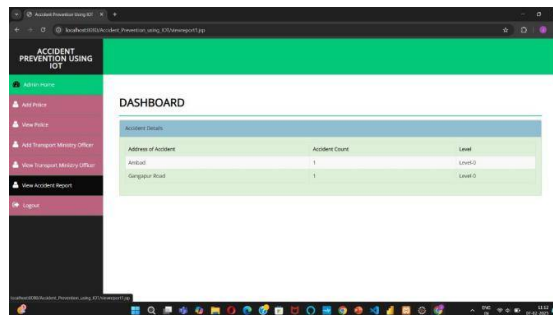 Accident Prevention Using IOT
localhost:8080/Accident_Prevention_using_IOT/viewreport1.jsp
ACCIDENT
PREVENTION USING
IOT
Admin Home
Add Police
View Police
Add Transport Ministry Officer
View Transport Ministry Officer
View Accident Report
Logout
DASHBOARD
Accident Details
Address of Accident Accident Count Level
Ambad 1 Level-0
Gangapur Road 1 Level-0
ENG